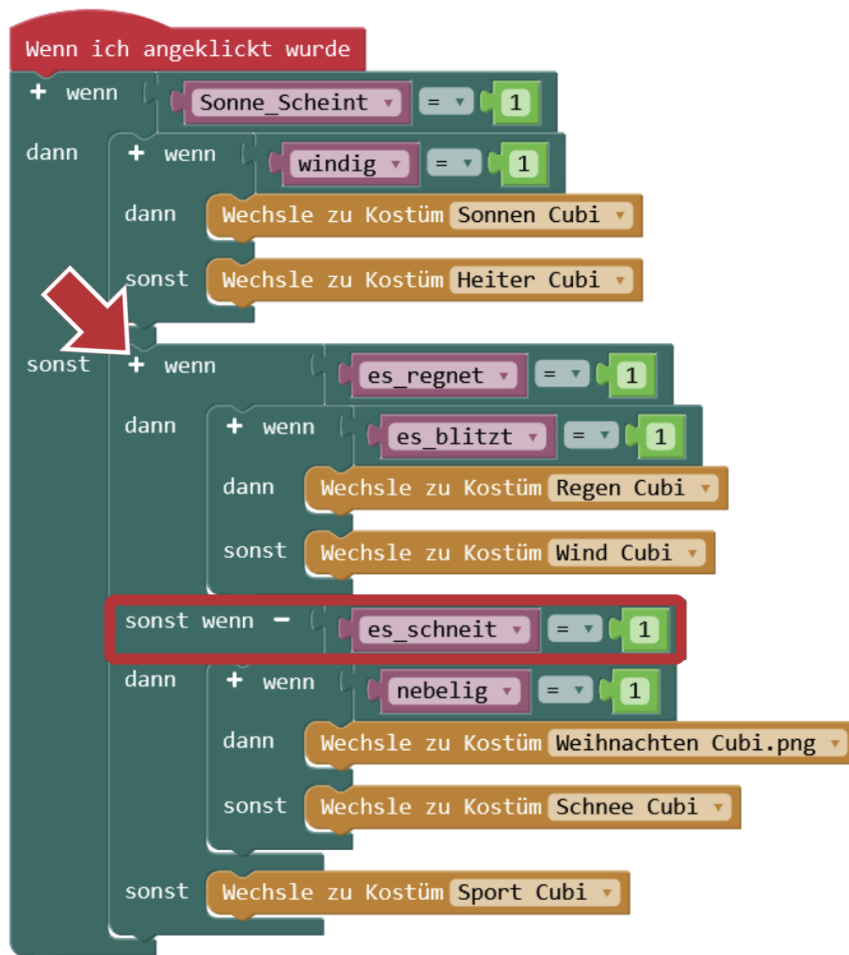 Wenn ich angeklickt wurde
+ wenn Sonne_Scheint = 1
dann + wenn windig = 1
dann Wechsle zu Kostüm Sonnen Cubi
sonst Wechsle zu Kostüm Heiter Cubi
sonst + wenn es_regnet = 1
dann + wenn es_blitzt = 1
dann Wechsle zu Kostüm Regen Cubi
sonst Wechsle zu Kostüm Wind Cubi
sonst wenn − es_schneit = 1
dann + wenn nebelig = 1
dann Wechsle zu Kostüm Weihnachten Cubi.png
sonst Wechsle zu Kostüm Schnee Cubi
sonst Wechsle zu Kostüm Sport Cubi